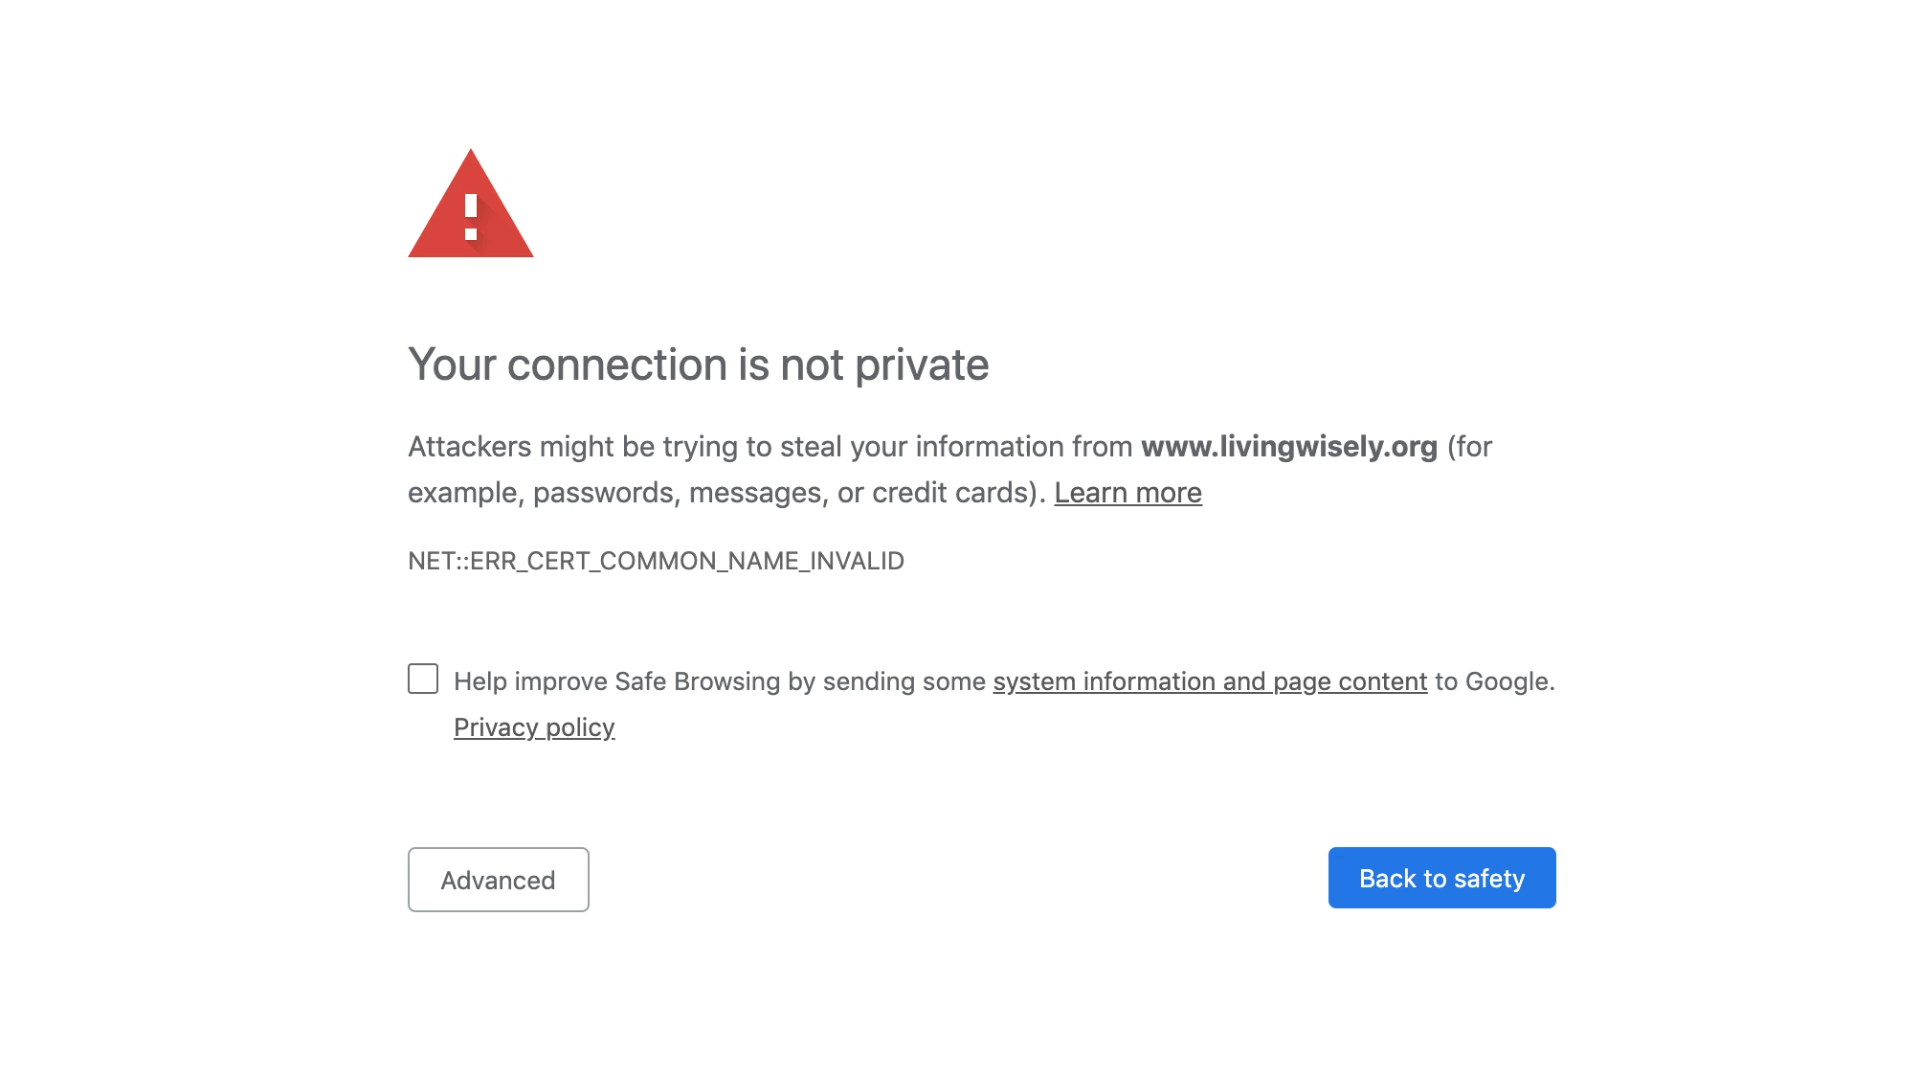 Your connection is not private
Attackers might be trying to steal your information from www.livingwisely.org (for
example, passwords, messages, or credit cards). Learn more
NET::ERR_CERT_COMMON_NAME_INVALID
Help improve Safe Browsing by sending some system information and page content to Google.
Privacy policy
Advanced
Back to safety